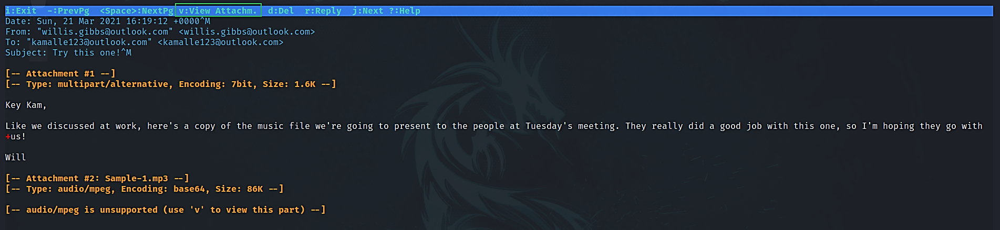 i:Exit  -:PrevPg  <Space>:NextPg v:View Attachm.  d:Del  r:Reply  j:Next ?:Help
Date: Sun, 21 Mar 2021 16:19:12 +0000^M
From: "willis.gibbs@outlook.com" <willis.gibbs@outlook.com>
To: "kamalle123@outlook.com" <kamalle123@outlook.com>
Subject: Try this one!^M
[-- Attachment #1 --]
[-- Type: multipart/alternative, Encoding: 7bit, Size: 1.6K --]
Key Kam,
Like we discussed at work, here's a copy of the music file we're going to present to the people at Tuesday's meeting. They really did a good job with this one, so I'm hoping they go with
+us!
Will
[-- Attachment #2: Sample-1.mp3 --]
[-- Type: audio/mpeg, Encoding: base64, Size: 86K --]
[-- audio/mpeg is unsupported (use 'v' to view this part) --]